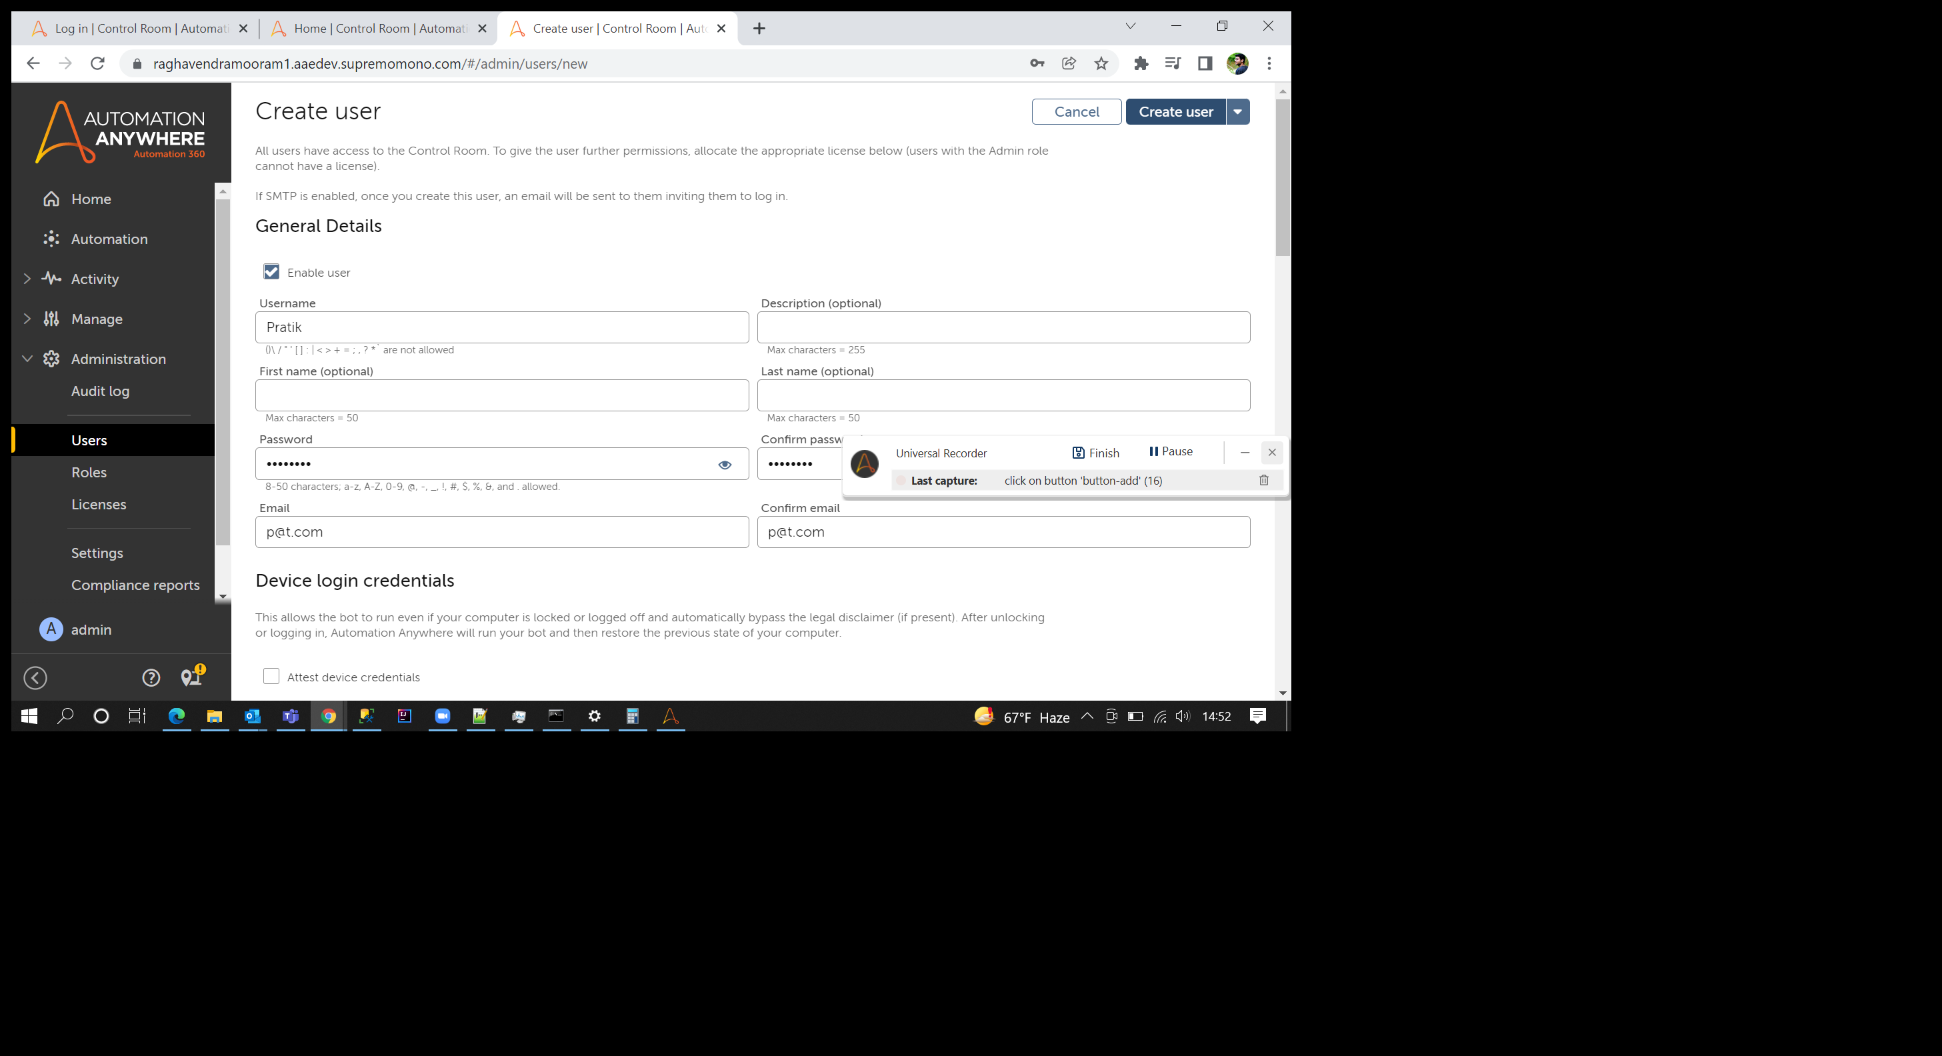 Log in | Control Room | Automati
Home | Control Room | Automati
Create user | Control Room | Aut
raghavendramooram1.aaedev.supremomono.com/#/admin/users/new
AUTOMATION
ANYWHERE
Automation 360
Home
Automation
Activity
Manage
Administration
Audit log
Users
Roles
Licenses
Settings
Compliance reports
A
admin
Create user
Cancel
Create user
All users have access to the Control Room. To give the user further permissions, allocate the appropriate license below (users with the Admin role
cannot have a license).
If SMTP is enabled, once you create this user, an email will be sent to them inviting them to log in.
General Details
Enable user
Username
Description (optional)
Pratik
are not allowed
Max characters = 255
First name (optional)
Last name (optional)
Max characters = 50
Max characters = 50
Password
Confirm passw
••••••••
••••••••
8-50 characters; a-z, A-Z, 0-9, @, -, _, !, #, $, %, &, and . allowed.
Universal Recorder
Finish
Pause
Last capture:
click on button 'button-add' (16)
Email
Confirm email
p@t.com
p@t.com
Device login credentials
This allows the bot to run even if your computer is locked or logged off and automatically bypass the legal disclaimer (if present). After unlocking
or logging in, Automation Anywhere will run your bot and then restore the previous state of your computer.
Attest device credentials
67°F Haze
14:52